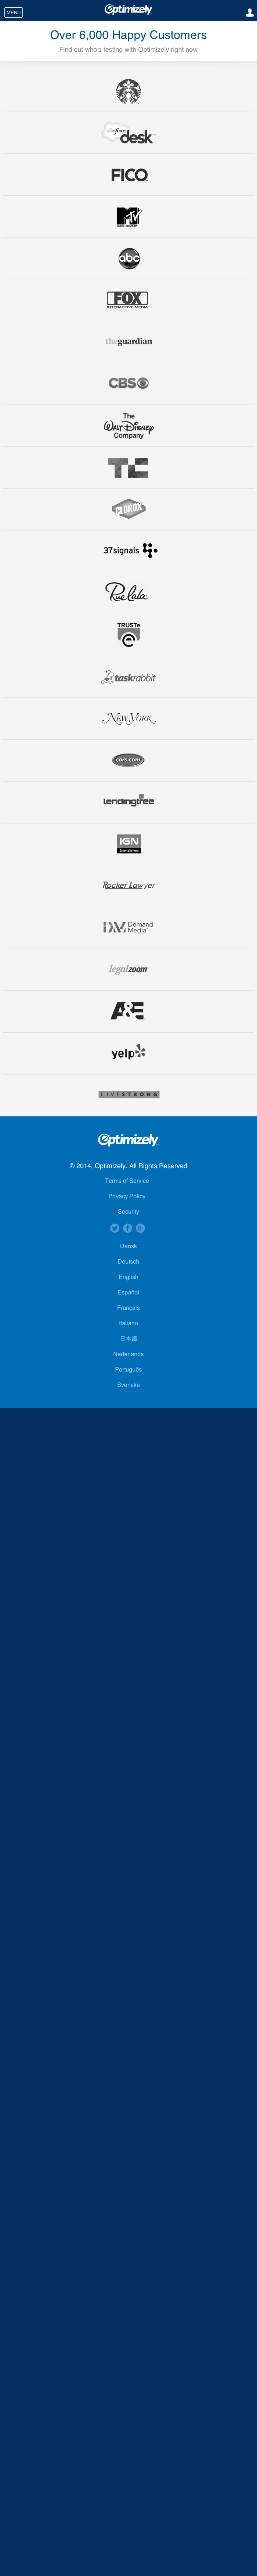 MENU
Optimizely
Over 6,000 Happy Customers
Find out who's testing with Optimizely right now
salesforce
desk
FICO
MTV
abc
FOX
INTERACTIVE MEDIA
theguardian
CBS
The
Walt Disney
Company
TC
CLOROX
37signals
Rue La La
TRUSTe
e
taskrabbit
New York
cars.com
lendingtree
IGN
Entertainment
Rocket Lawyer
Demand
Media
legalzoom
A&E
yelp
LIVESTRONG
Optimizely
© 2014, Optimizely. All Rights Reserved
Terms of Service
Privacy Policy
Security
Dansk
Deutsch
English
Español
Français
Italiano
日本語
Nederlands
Português
Svenska